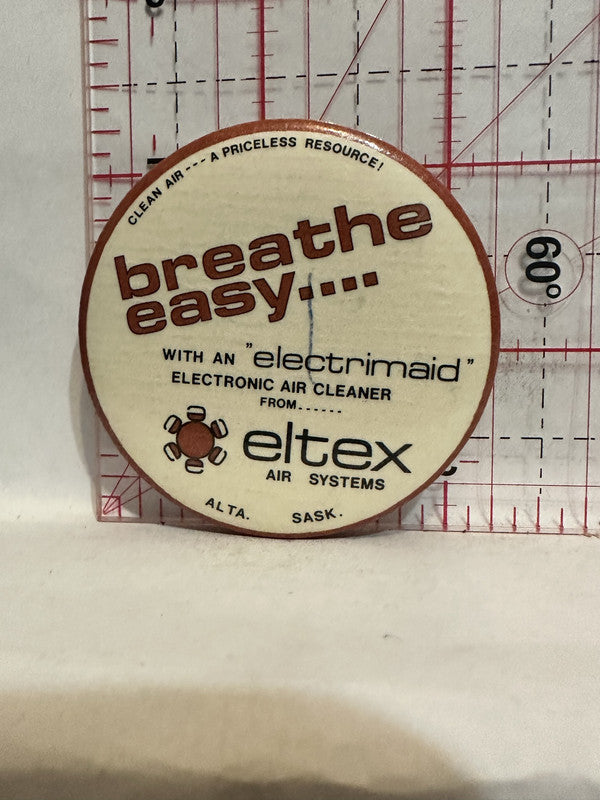 CLEAN AIR --- A PRICELESS RESOURCE!
breathe
easy....
WITH AN "electrimaid"
ELECTRONIC AIR CLEANER
FROM......
eltex
AIR SYSTEMS
ALTA. SASK.
60°